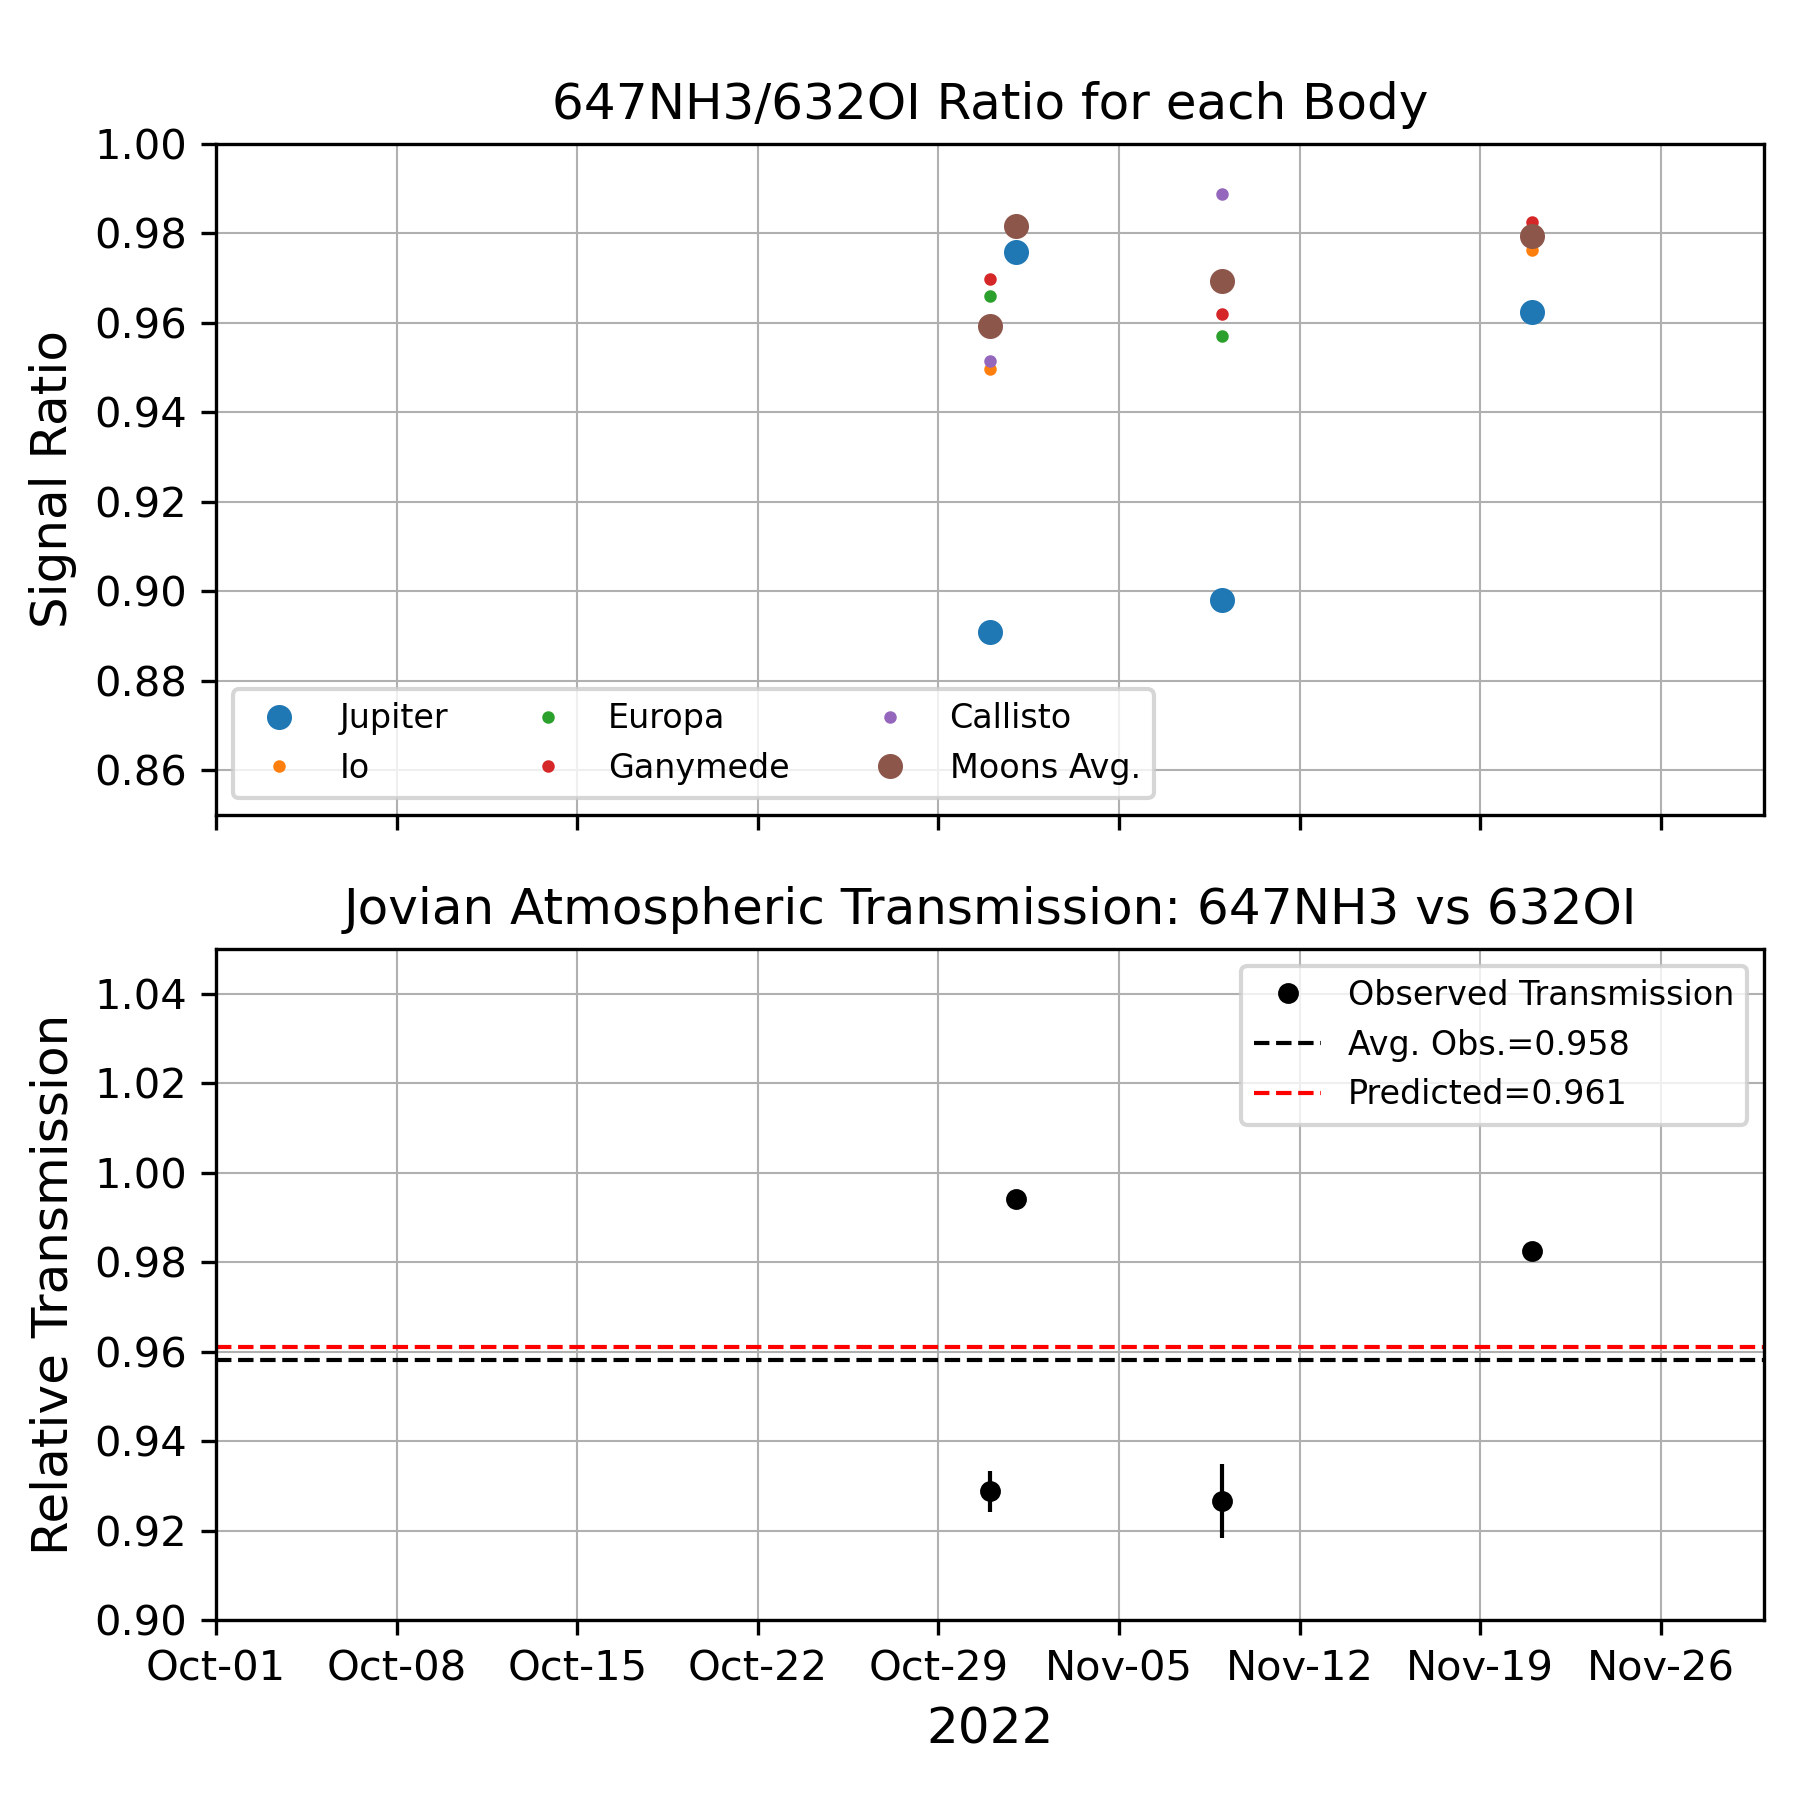 647NH3/632OI Ratio for each Body
Signal Ratio
1.00
0.98
0.96
0.94
0.92
0.90
0.88
0.86
Jupiter Europa Callisto
Io Ganymede Moons Avg.
Jovian Atmospheric Transmission: 647NH3 vs 632OI
Relative Transmission
1.04
1.02
1.00
0.98
0.96
0.94
0.92
0.90
Observed Transmission
Avg. Obs.=0.958
Predicted=0.961
Oct-01 Oct-08 Oct-15 Oct-22 Oct-29 Nov-05 Nov-12 Nov-19 Nov-26
2022